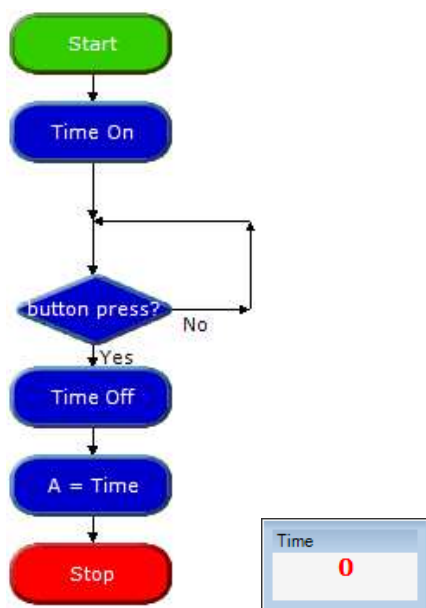 Start
Time On
button press?
No
Yes
Time Off
A = Time
Stop
Time
0